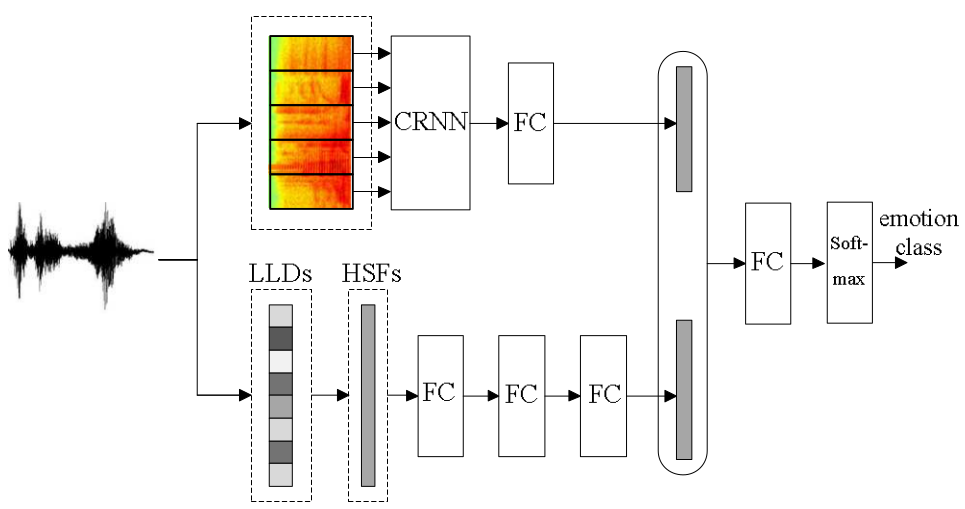 CRNN
FC
LLDs
HSFs
FC
FC
FC
FC
Soft-
max
emotion
class